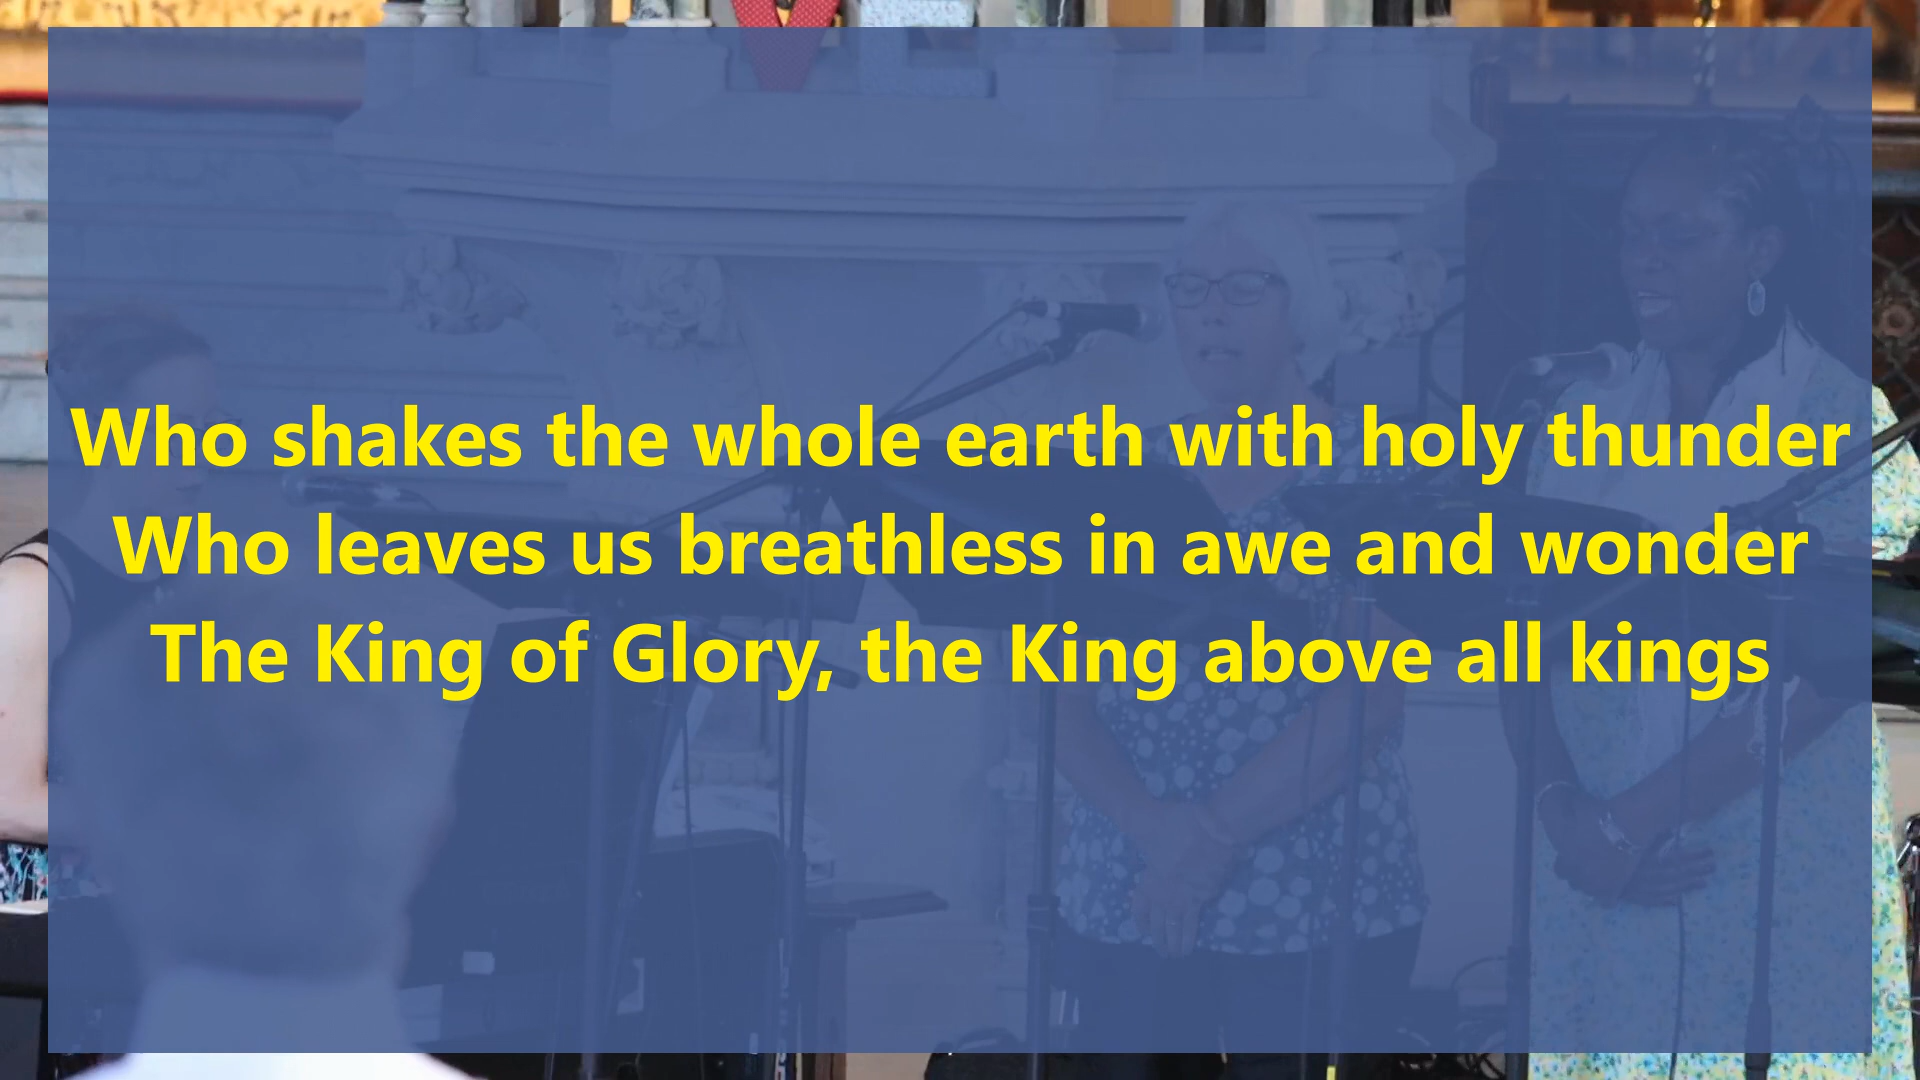 Who shakes the whole earth with holy thunder
Who leaves us breathless in awe and wonder
The King of Glory, the King above all kings